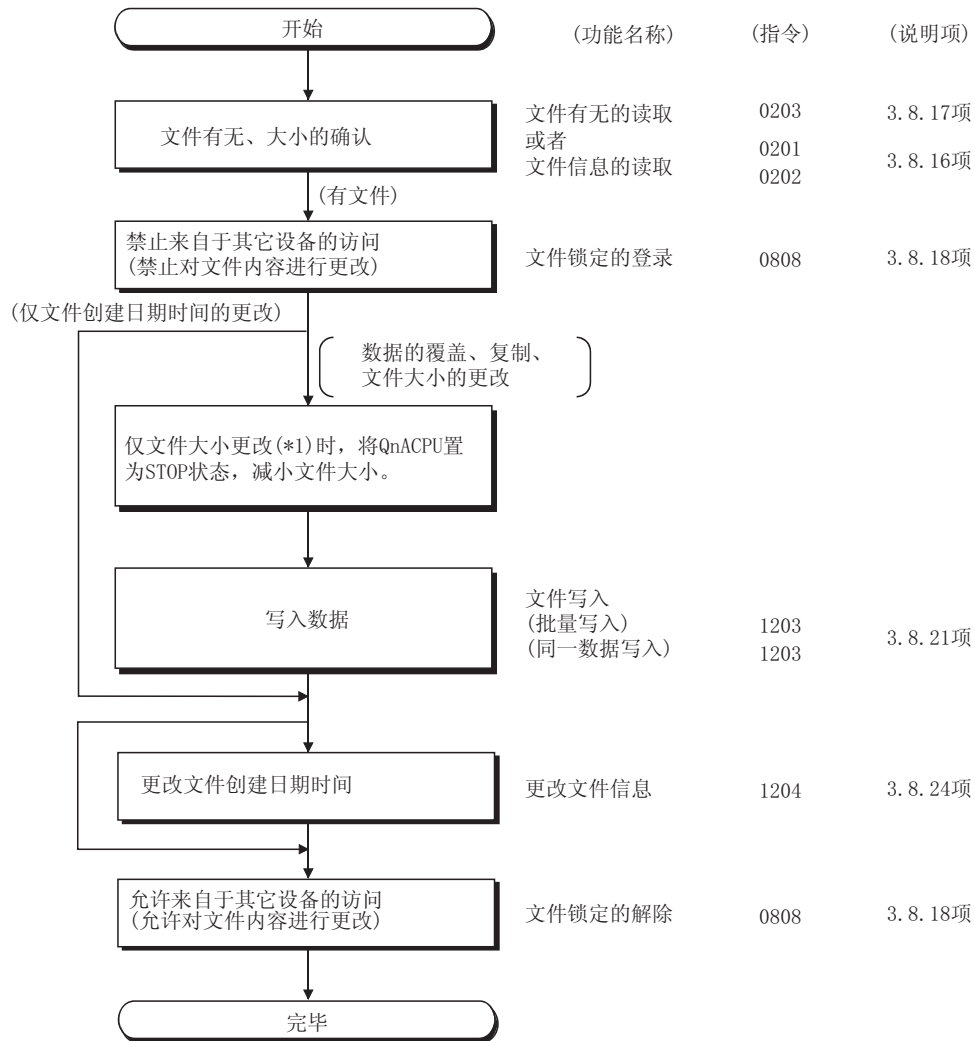 开始 (功能名称) (指令) (说明项)
文件有无、大小的确认
文件有无的读取 0203 3.8.17项
或者
文件信息的读取 0201 3.8.16项
0202
(有文件)
禁止来自于其它设备的访问
(禁止对文件内容进行更改)
文件锁定的登录 0808 3.8.18项
(仅文件创建日期时间的更改)
数据的覆盖、复制、
文件大小的更改
仅文件大小更改(*1)时，将QnACPU置
为STOP状态，减小文件大小。
写入数据
文件写入
(批量写入) 1203
(同一数据写入) 1203 3.8.21项
更改文件创建日期时间 更改文件信息 1204 3.8.24项
允许来自于其它设备的访问
(允许对文件内容进行更改)
文件锁定的解除 0808 3.8.18项
完毕